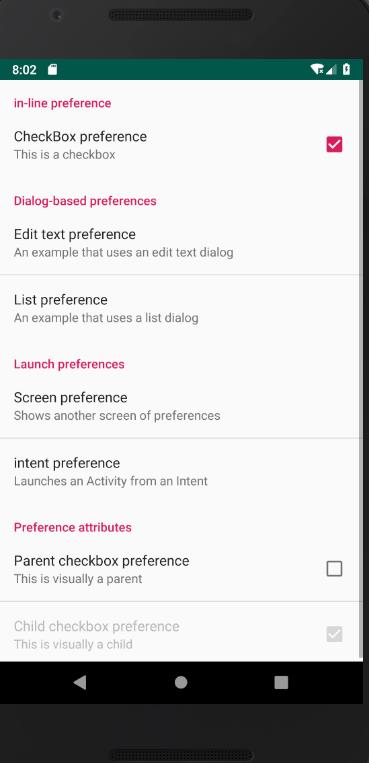 8:02
in-line preference
CheckBox preference
This is a checkbox
Dialog-based preferences
Edit text preference
An example that uses an edit text dialog
List preference
An example that uses a list dialog
Launch preferences
Screen preference
Shows another screen of preferences
intent preference
Launches an Activity from an Intent
Preference attributes
Parent checkbox preference
This is visually a parent
Child checkbox preference
This is visually a child